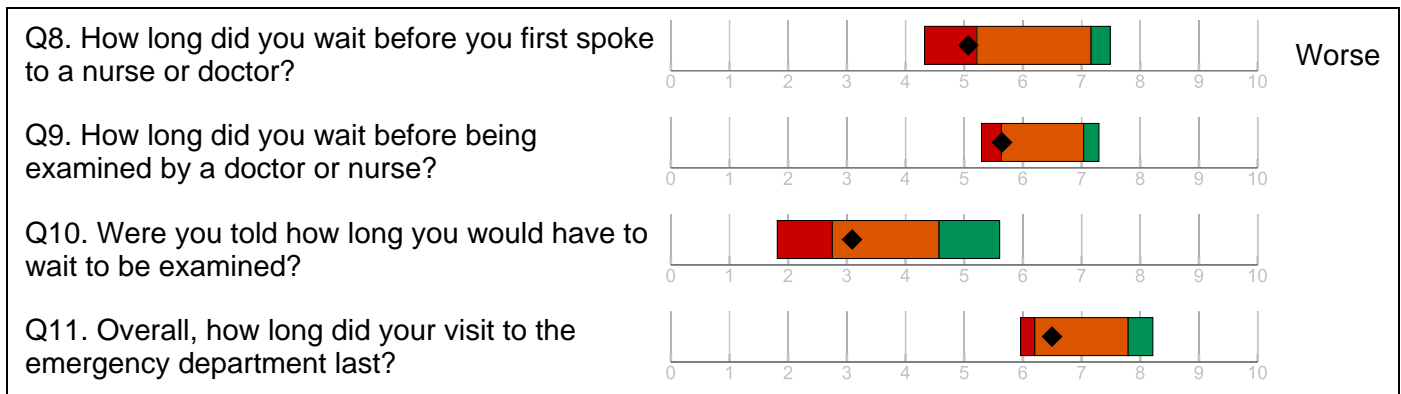 Q8. How long did you wait before you first spoke
to a nurse or doctor?
Worse
0 1 2 3 4 5 6 7 8 9 10
Q9. How long did you wait before being
examined by a doctor or nurse?
0 1 2 3 4 5 6 7 8 9 10
Q10. Were you told how long you would have to
wait to be examined?
0 1 2 3 4 5 6 7 8 9 10
Q11. Overall, how long did your visit to the
emergency department last?
0 1 2 3 4 5 6 7 8 9 10